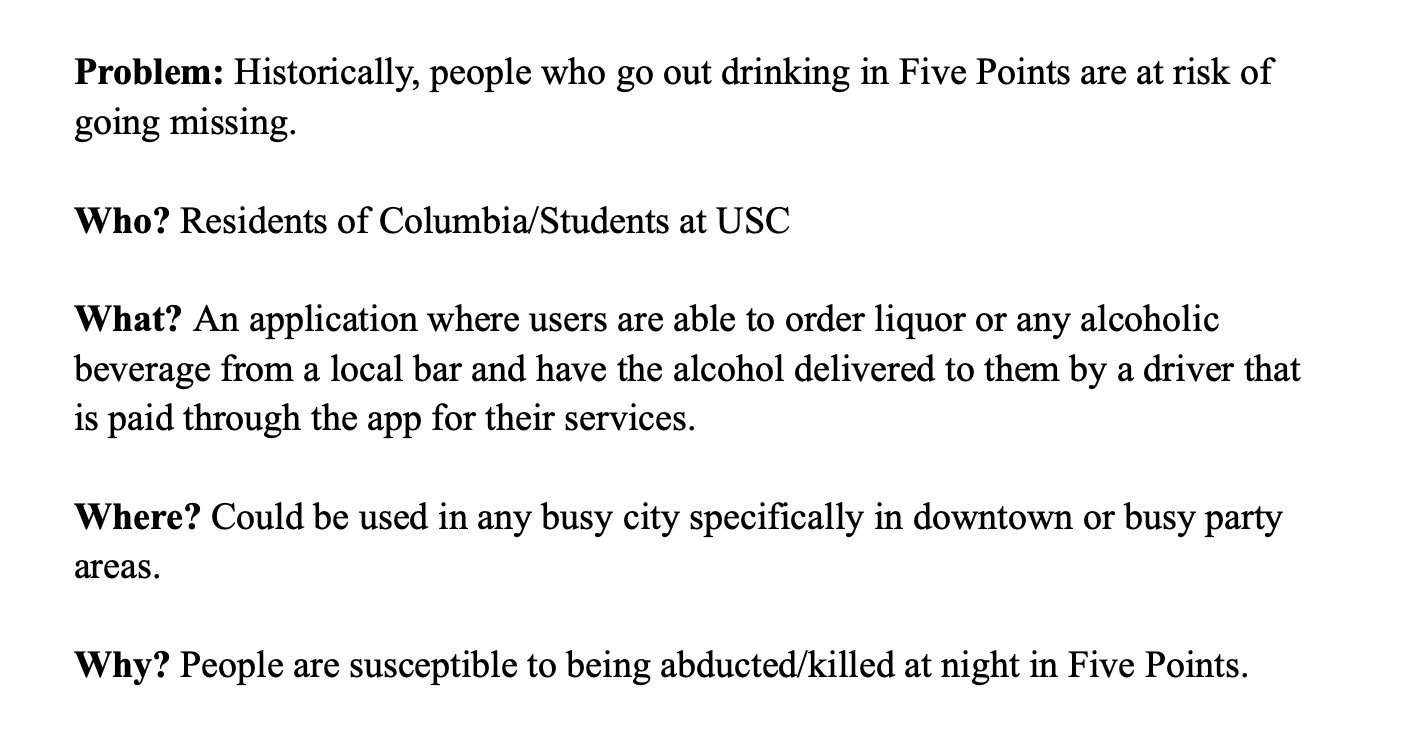 Problem: Historically, people who go out drinking in Five Points are at risk of
going missing.
Who? Residents of Columbia/Students at USC
What? An application where users are able to order liquor or any alcoholic
beverage from a local bar and have the alcohol delivered to them by a driver that
is paid through the app for their services.
Where? Could be used in any busy city specifically in downtown or busy party
areas.
Why? People are susceptible to being abducted/killed at night in Five Points.